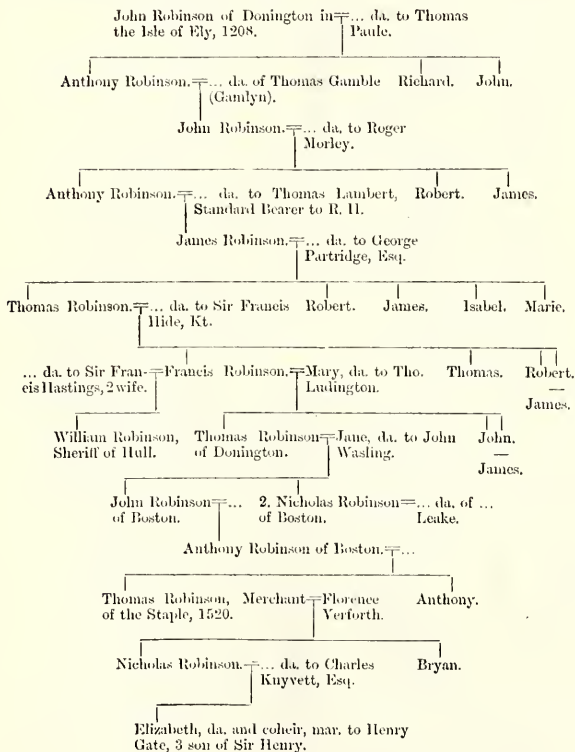 John Robinson of Donington in=... da. to Thomas
the Isle of Ely, 1208. Paule.
Anthony Robinson.=... da. of Thomas Gamble Richard. John.
(Gamlyn).
John Robinson.=... da. to Roger
Morley.
Anthony Robinson.=... da. to Thomas Lambert, Robert. James.
Standard Bearer to R. II.
James Robinson.=... da. to George
Partridge, Esq.
Thomas Robinson.=... da. to Sir Francis Robert. James. Isabel. Marie.
Hide, Kt.
... da. to Sir Fran-=Francis Robinson.=Mary, da. to Tho. Thomas. Robert.
cis Hastings, 2 wife. Ludington. —
James.
William Robinson, Thomas Robinson=Jane, da. to John John.
Sheriff of Hull. of Donington. Wasling. —
James.
John Robinson=... 2. Nicholas Robinson=... da. of ...
of Boston. of Boston. Leake.
Anthony Robinson of Boston.=...
Thomas Robinson, Merchant=Florence Anthony.
of the Staple, 1520. Verforth.
Nicholas Robinson.=... da. to Charles Bryan.
Knyvett, Esq.
Elizabeth, da. and coheir, mar. to Henry
Gate, 3 son of Sir Henry.